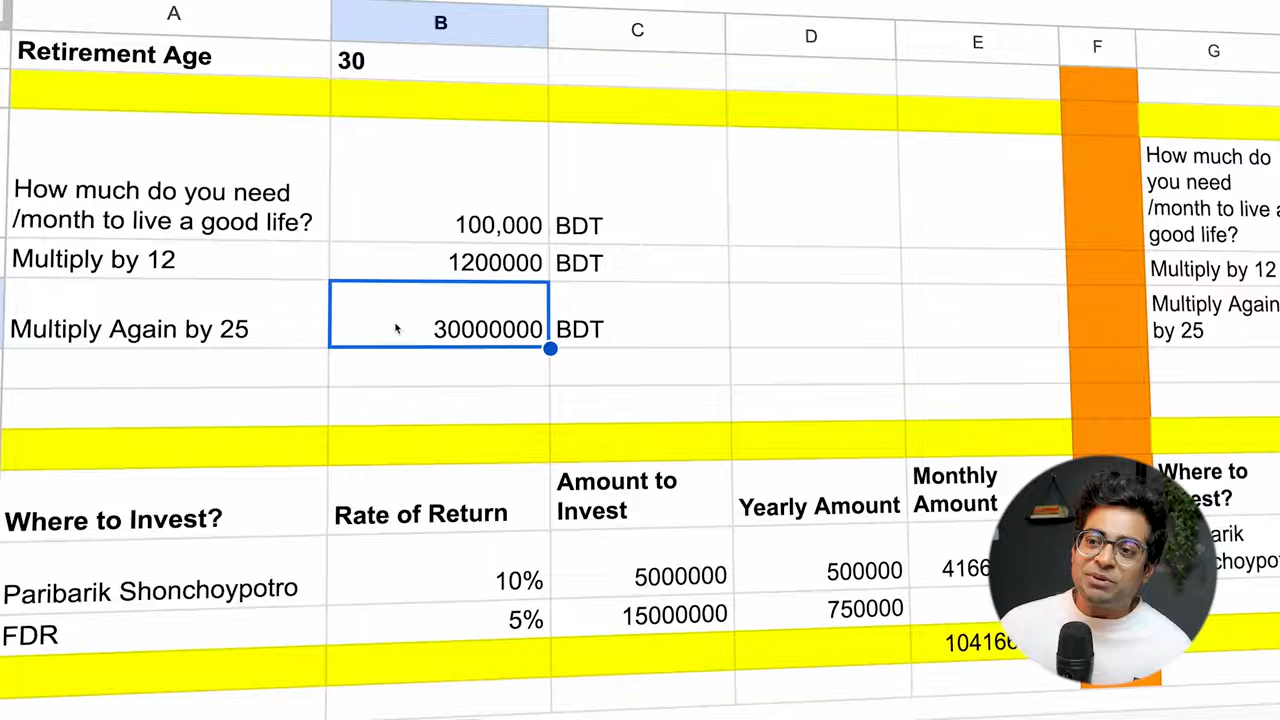 A B C D E F G
Retirement Age 30
How much do you need
/month to live a good life?
100,000 BDT
How much do
you need
/month to live a
good life?
Multiply by 12 1200000 BDT
Multiply by 12
Multiply Again by 25 30000000 BDT
Multiply Again
by 25
Where to Invest?
Rate of Return
Amount to
Invest
Yearly Amount
Monthly
Amount
Where to
Paribarik Shonchoypotro 10% 5000000 500000
FDR 5% 15000000 750000